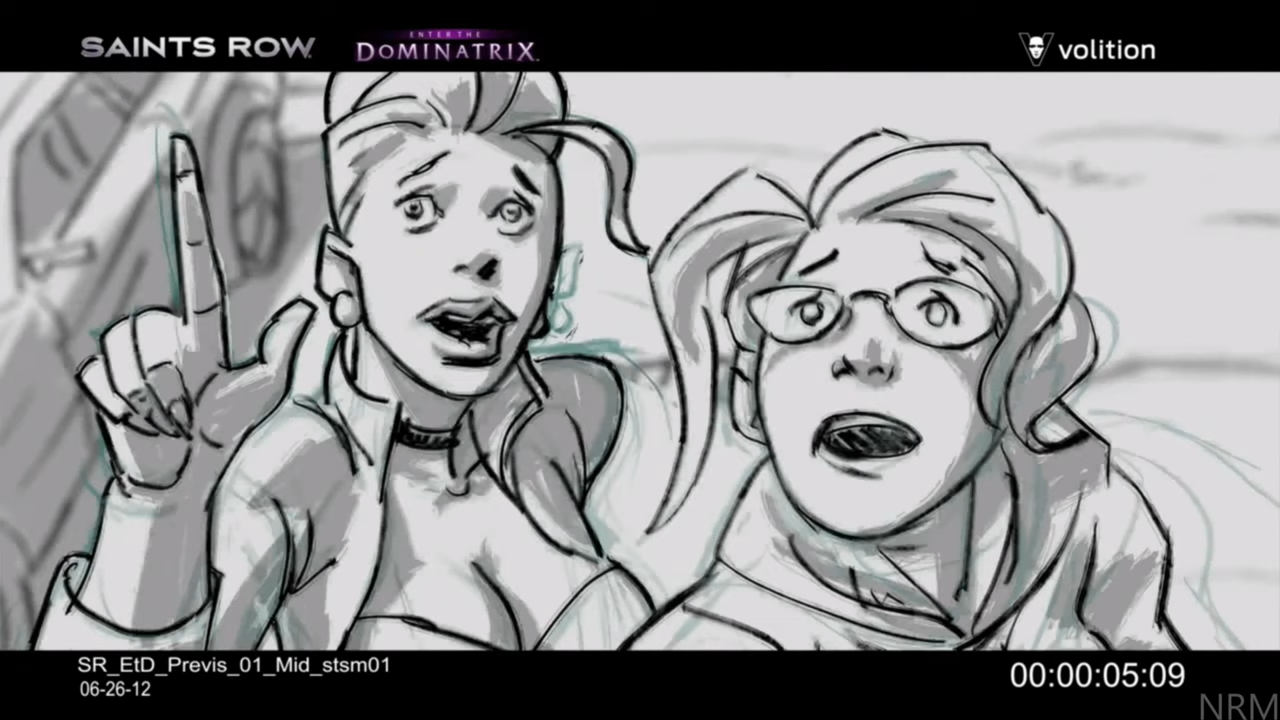 SAINTS ROW
ENTER THE
DOMINATRIX
volition
SR_EtD_Previs_01_Mid_stsm01
06-26-12
00:00:05:09
NRM